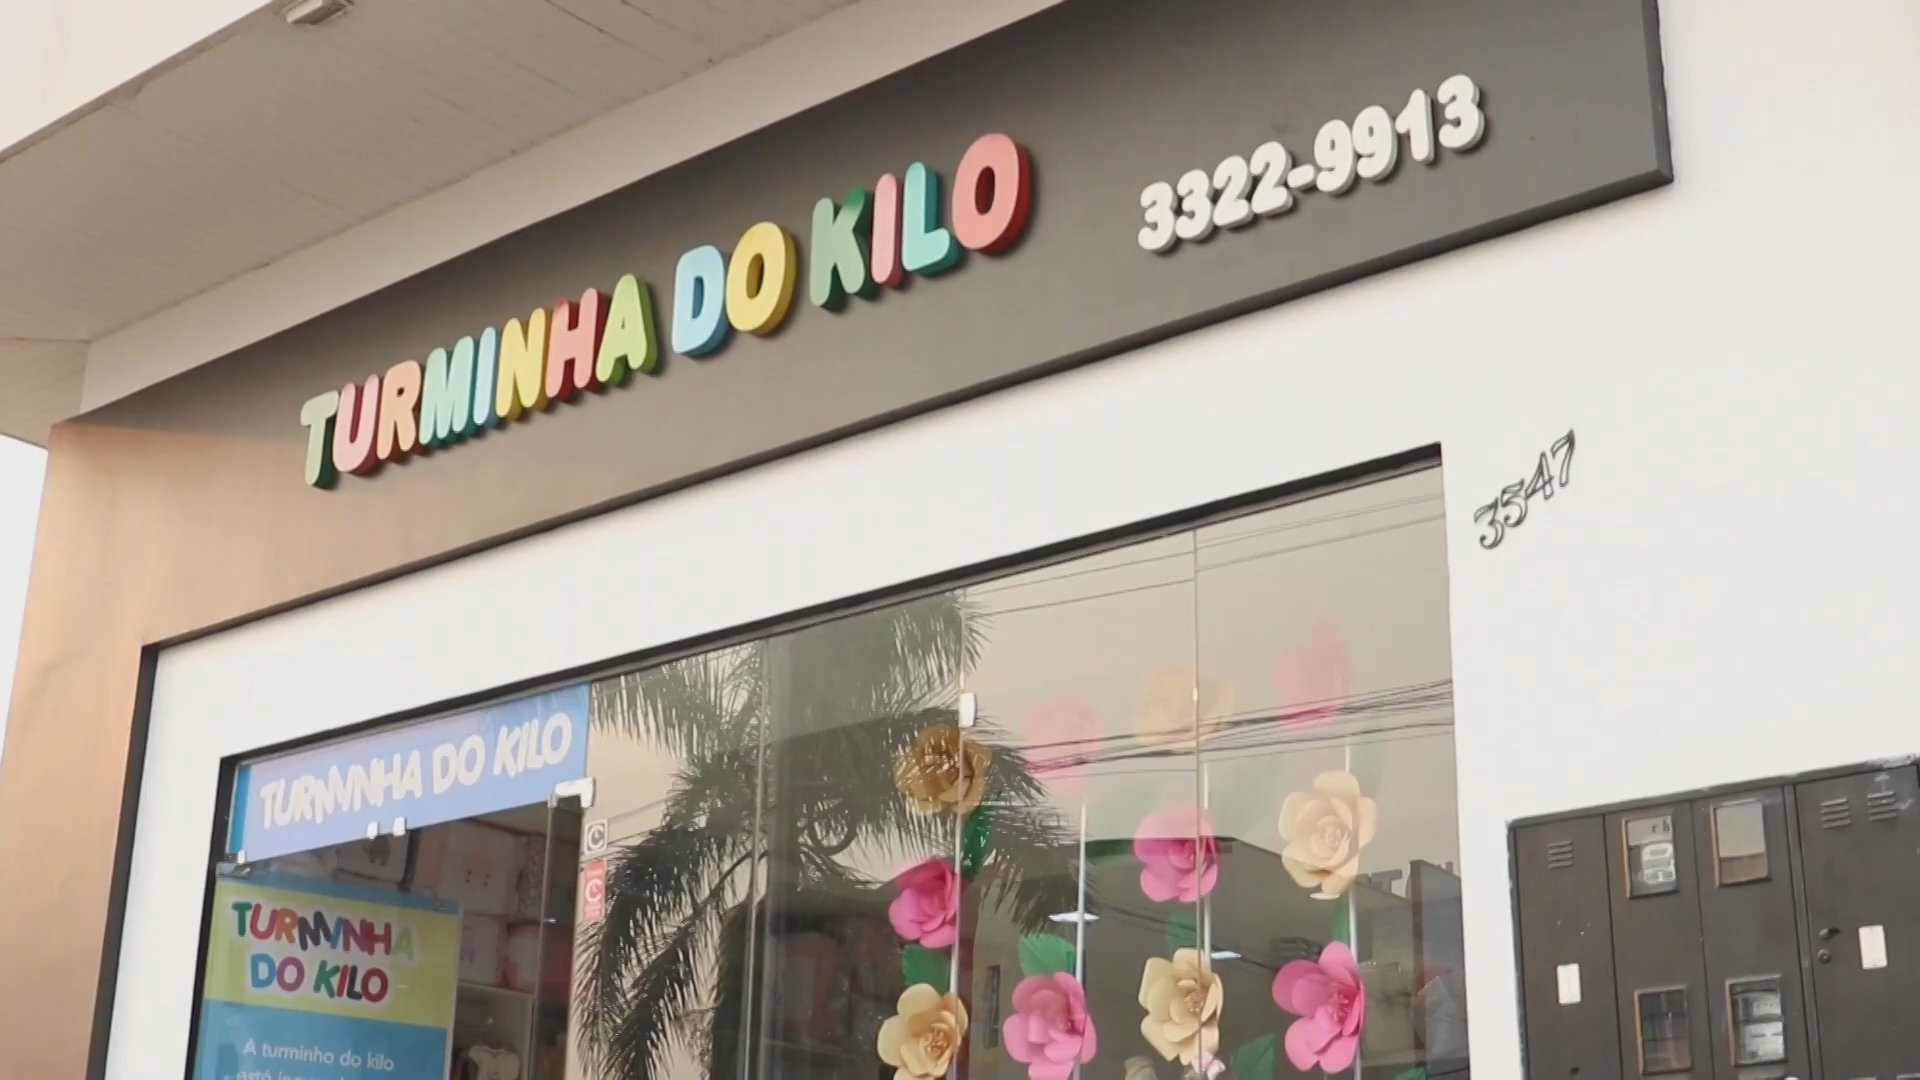 TURMINHA DO KILO
3322-9913
3547
TURMINHA DO KILO
TURMINHA
DO KILO
A turminha do kilo